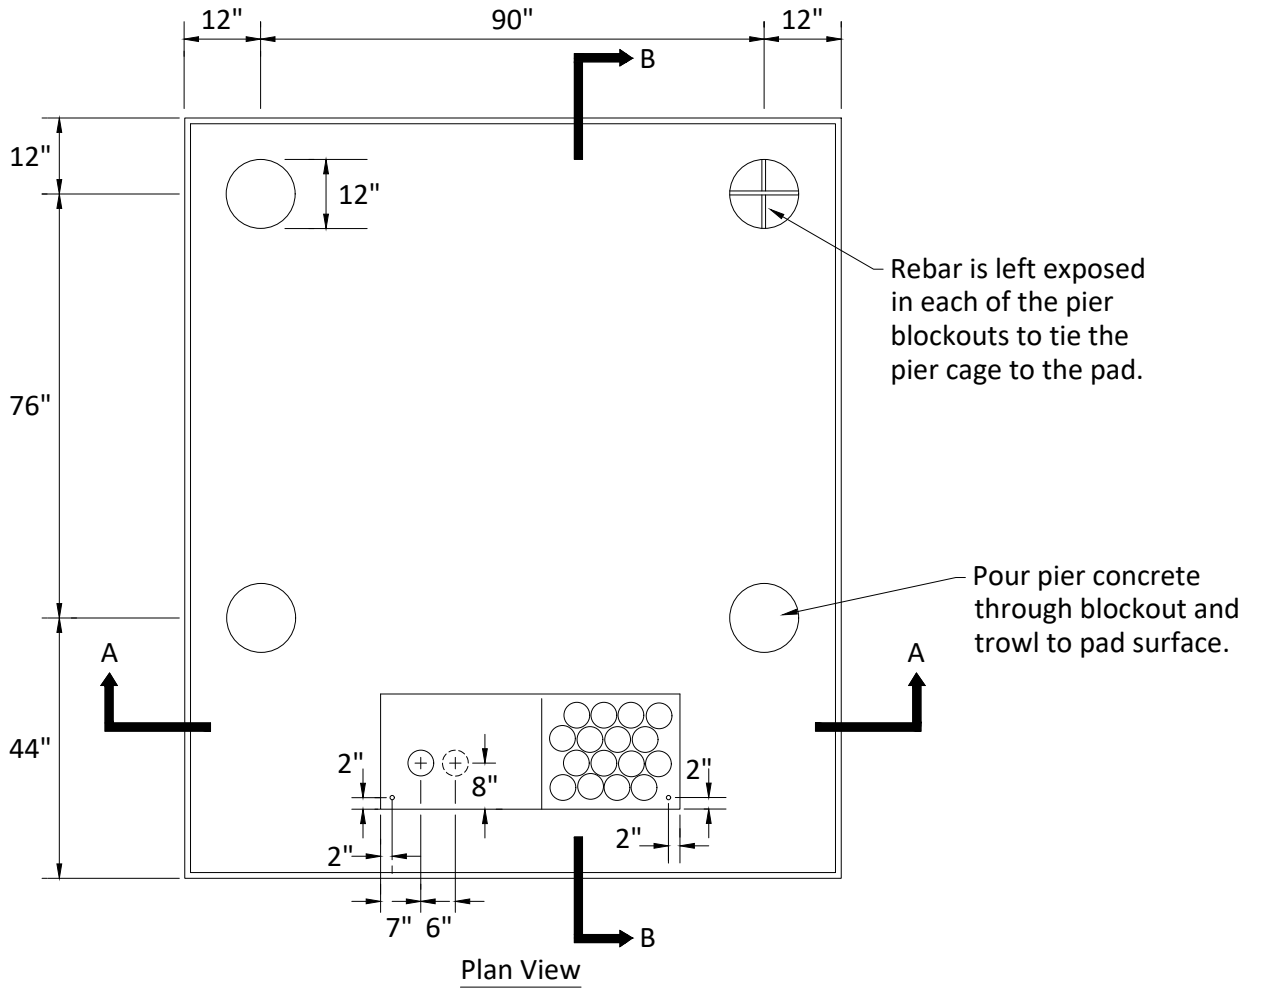 12"
90"
12"
B
12"
12"
Rebar is left exposed
in each of the pier
blockouts to tie the
pier cage to the pad.
76"
Pour pier concrete
through blockout and
trowl to pad surface.
A
A
44"
2"
8"
2"
2"
2"
7"
6"
B
Plan View